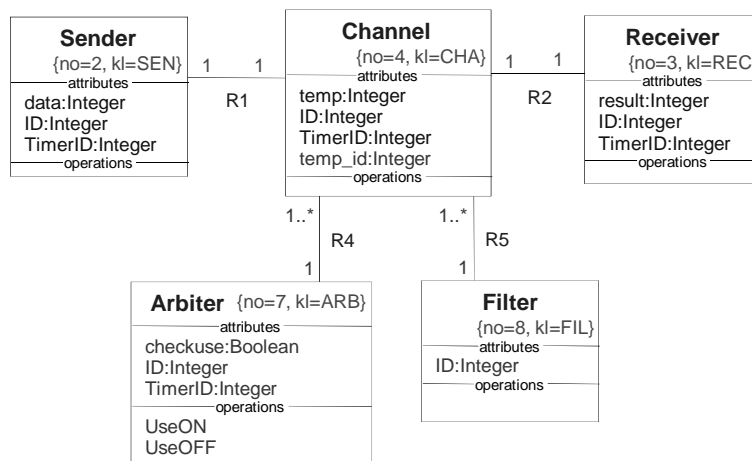 Sender
{no=2, kl=SEN}
attributes
data:Integer
ID:Integer
TimerID:Integer
operations
1 1
R1
Channel
{no=4, kl=CHA}
attributes
temp:Integer
ID:Integer
TimerID:Integer
temp_id:Integer
operations
1 1
R2
Receiver
{no=3, kl=REC}
attributes
result:Integer
ID:Integer
TimerID:Integer
operations
1..*
R4
1
1..*
R5
1
Arbiter {no=7, kl=ARB}
attributes
checkuse:Boolean
ID:Integer
TimerID:Integer
operations
UseON
UseOFF
Filter
{no=8, kl=FIL}
attributes
ID:Integer
operations